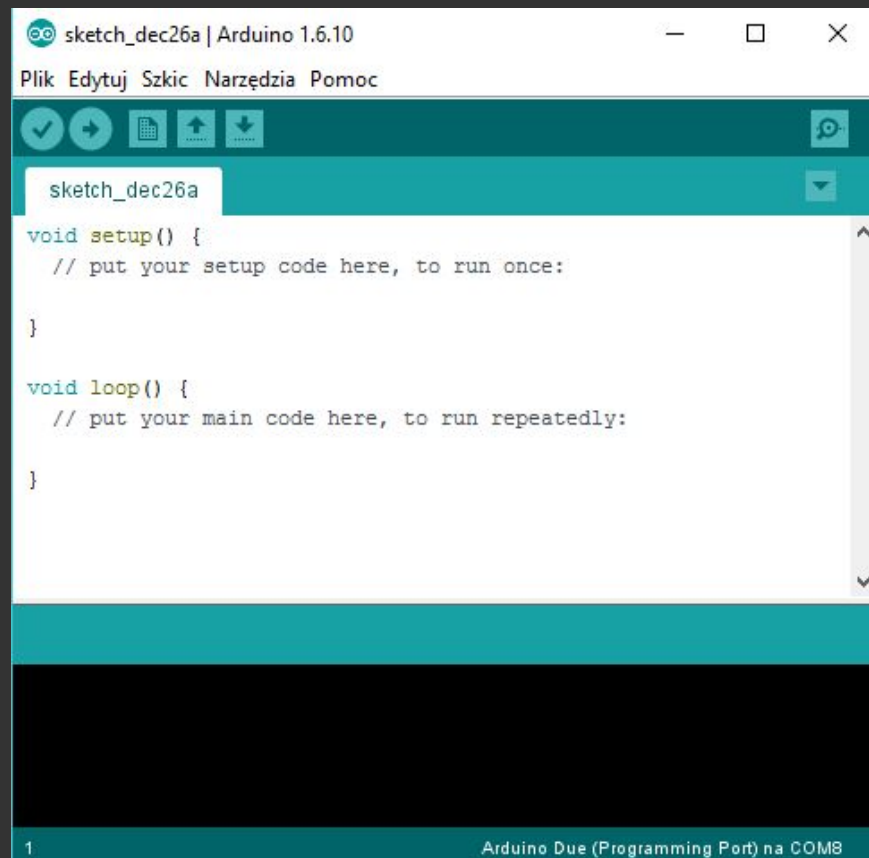 sketch_dec26a | Arduino 1.6.10
Plik Edytuj Szkic Narzędzia Pomoc
sketch_dec26a
void setup() {
  // put your setup code here, to run once:
}
void loop() {
  // put your main code here, to run repeatedly:
}
1 Arduino Due (Programming Port) na COM8